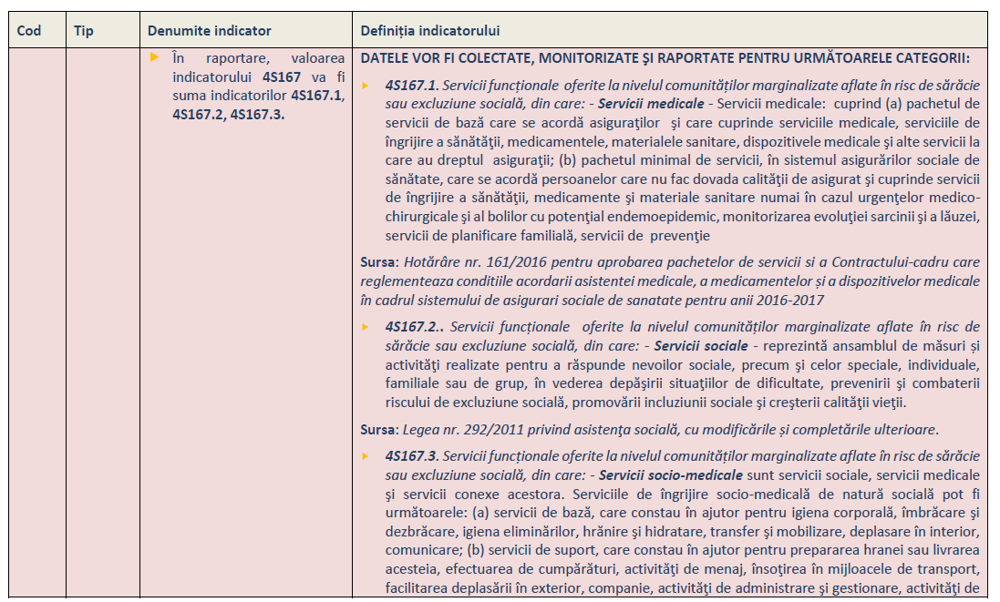 Cod Tip Denumite indicator Definiția indicatorului
În raportare, valoarea
indicatorului 4S167 va fi
suma indicatorilor 4S167.1,
4S167.2, 4S167.3.
DATELE VOR FI COLECTATE, MONITORIZATE ŞI RAPORTATE PENTRU URMĂTOARELE CATEGORII:
4S167.1. Servicii funcționale oferite la nivelul comunităților marginalizate aflate în risc de sărăcie
sau excluziune socială, din care: - Servicii medicale - Servicii medicale: cuprind (a) pachetul de
servicii de bază care se acordă asiguraţilor şi care cuprinde serviciile medicale, serviciile de
îngrijire a sănătăţii, medicamentele, materialele sanitare, dispozitivele medicale şi alte servicii la
care au dreptul asiguraţii; (b) pachetul minimal de servicii, în sistemul asigurărilor sociale de
sănătate, care se acordă persoanelor care nu fac dovada calităţii de asigurat şi cuprinde servicii
de îngrijire a sănătăţii, medicamente şi materiale sanitare numai în cazul urgenţelor medico-
chirurgicale şi al bolilor cu potenţial endemoepidemic, monitorizarea evoluţiei sarcinii şi a lăuzei,
servicii de planificare familială, servicii de prevenţie
Sursa: Hotărâre nr. 161/2016 pentru aprobarea pachetelor de servicii si a Contractului-cadru care
reglementeaza conditiile acordarii asistentei medicale, a medicamentelor și a dispozitivelor medicale
în cadrul sistemului de asigurari sociale de sanatate pentru anii 2016-2017
4S167.2.. Servicii funcționale oferite la nivelul comunităților marginalizate aflate în risc de
sărăcie sau excluziune socială, din care: - Servicii sociale - reprezintă ansamblul de măsuri și
activităţi realizate pentru a răspunde nevoilor sociale, precum şi celor speciale, individuale,
familiale sau de grup, în vederea depăşirii situaţiilor de dificultate, prevenirii şi combaterii
riscului de excluziune socială, promovării incluziunii sociale şi creşterii calităţii vieţii.
Sursa: Legea nr. 292/2011 privind asistenţa socială, cu modificările și completările ulterioare.
4S167.3. Servicii funcționale oferite la nivelul comunităților marginalizate aflate în risc de sărăcie
sau excluziune socială, din care: - Servicii socio-medicale sunt servicii sociale, servicii medicale
şi servicii conexe acestora. Serviciile de îngrijire socio-medicală de natură socială pot fi
următoarele: (a) servicii de bază, care constau în ajutor pentru igiena corporală, îmbrăcare şi
dezbrăcare, igiena eliminărilor, hrănire şi hidratare, transfer şi mobilizare, deplasare în interior,
comunicare; (b) servicii de suport, care constau în ajutor pentru prepararea hranei sau livrarea
acesteia, efectuarea de cumpărături, activităţi de menaj, însoţirea în mijloacele de transport,
facilitarea deplasării în exterior, companie, activităţi de administrare şi gestionare, activităţi de